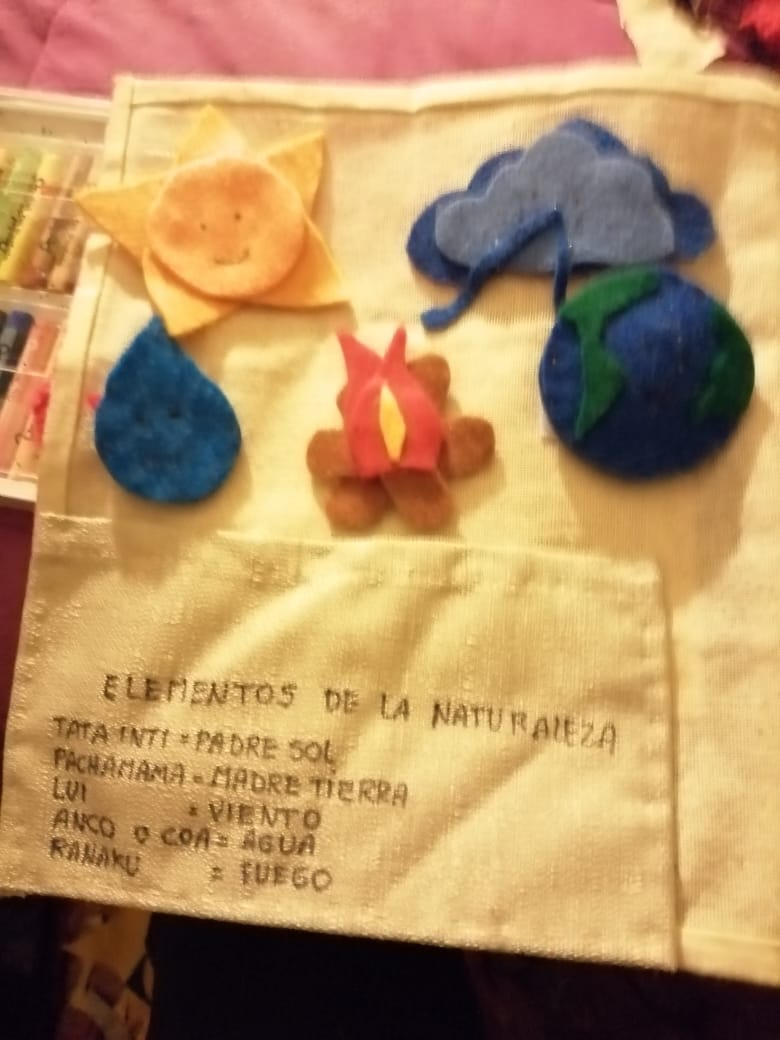 ELEMENTOS DE LA NATURALEZA
TATA INTI = PADRE SOL
PACHAMAMA = MADRE TIERRA
LUI = VIENTO
ANCO O COA = AGUA
RANAKU = FUEGO